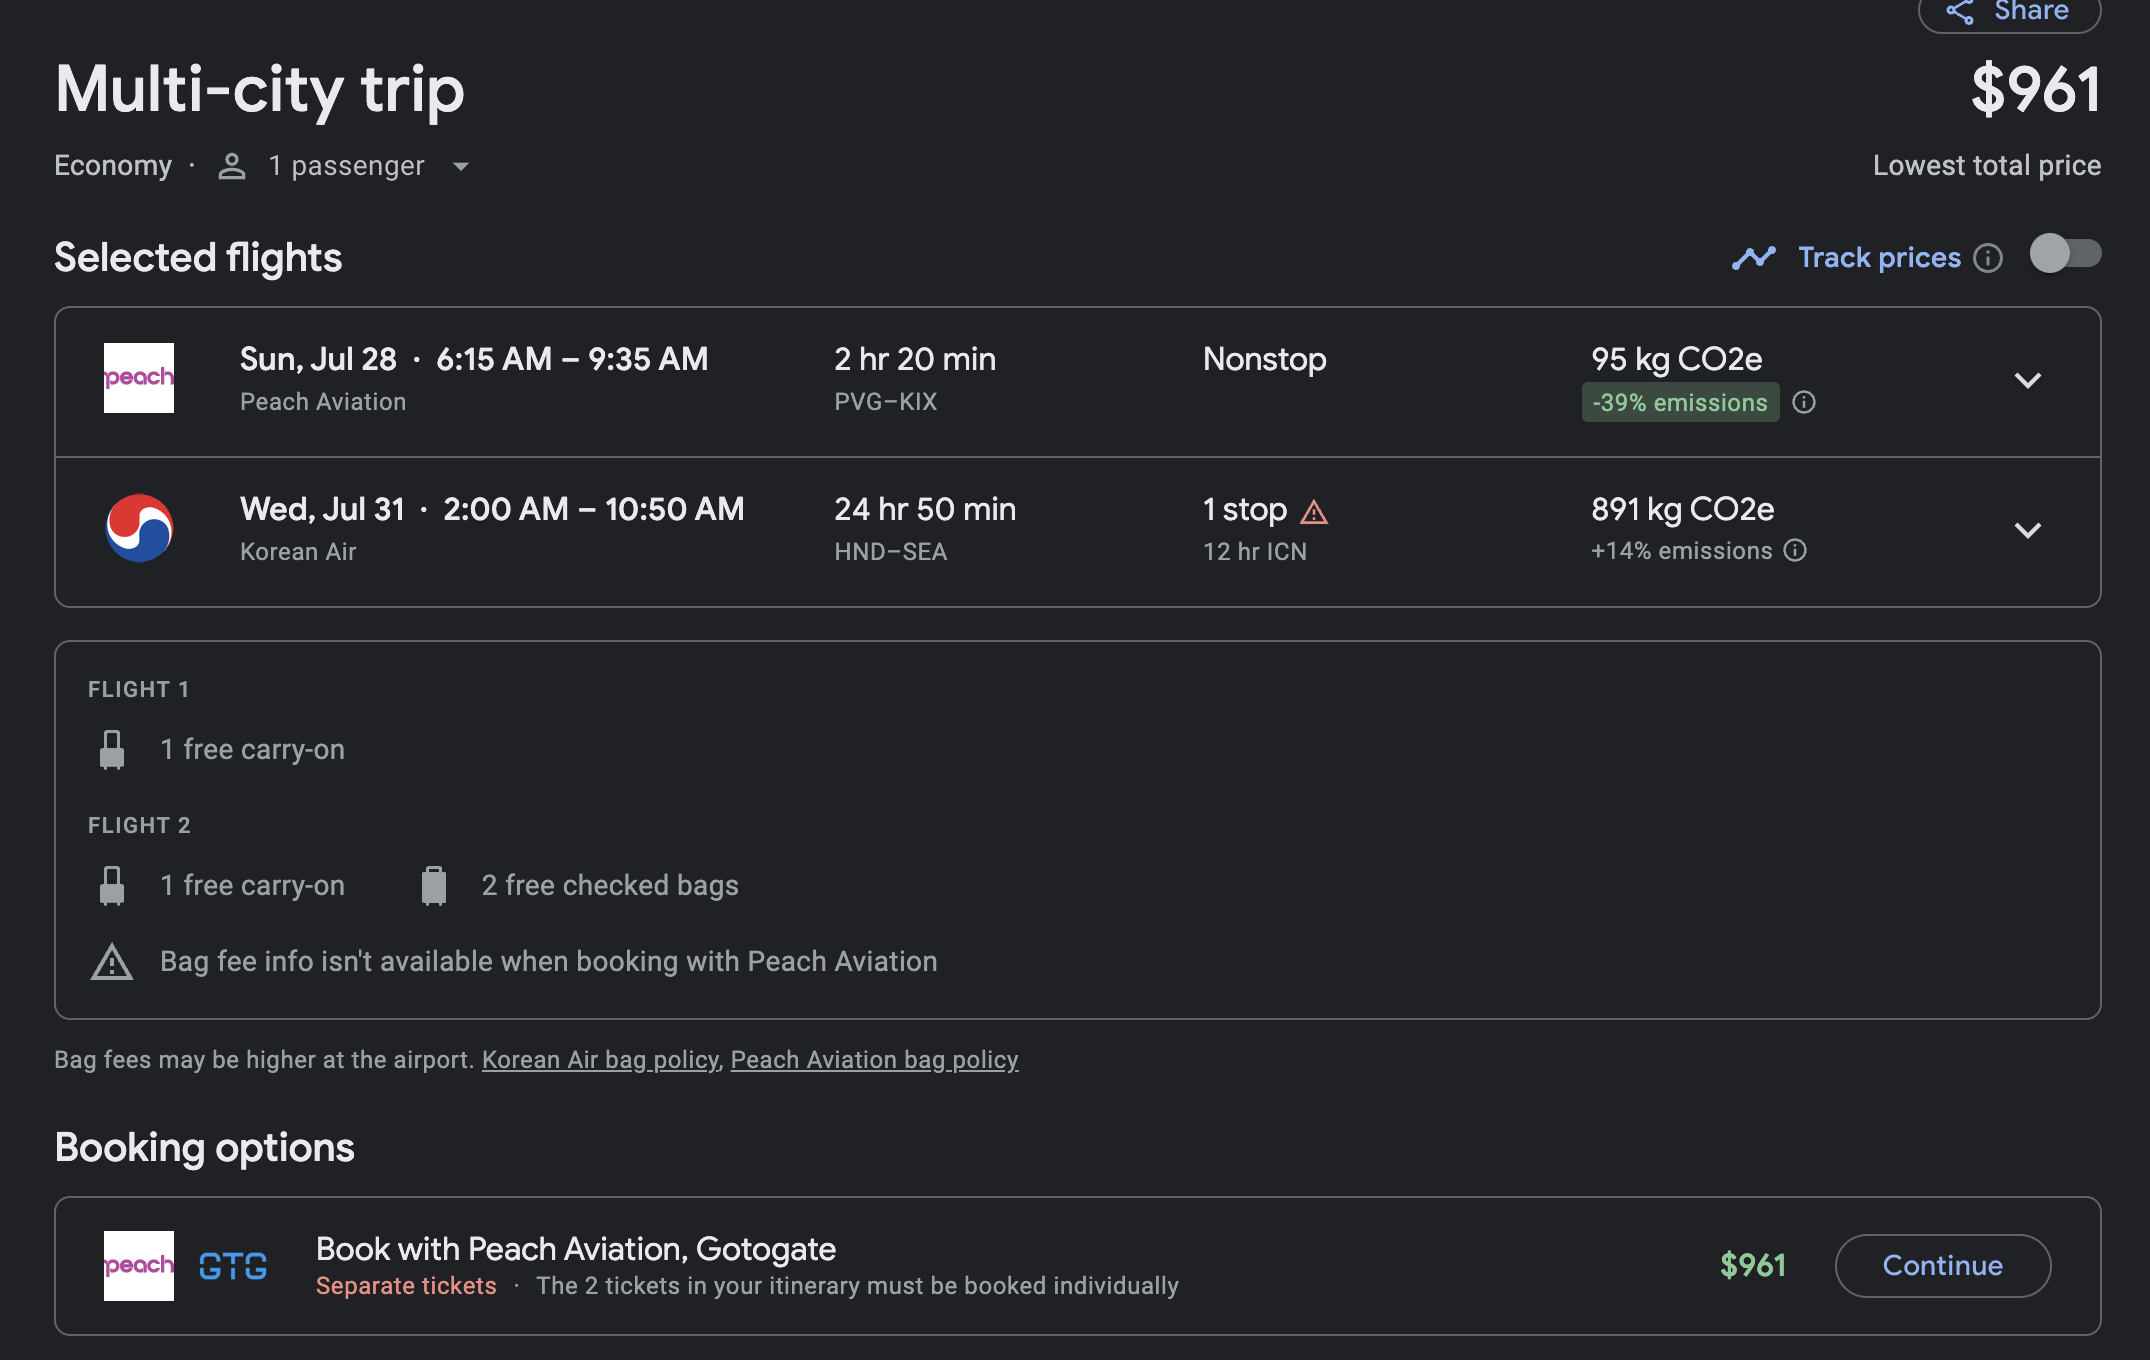 Share
Multi-city trip
$961
Economy · 1 passenger
Lowest total price
Selected flights
Track prices
peach
Sun, Jul 28 · 6:15 AM – 9:35 AM
2 hr 20 min
Nonstop
95 kg CO2e
Peach Aviation
PVG–KIX
-39% emissions
Wed, Jul 31 · 2:00 AM – 10:50 AM
24 hr 50 min
1 stop
891 kg CO2e
Korean Air
HND–SEA
12 hr ICN
+14% emissions
FLIGHT 1
1 free carry-on
FLIGHT 2
1 free carry-on
2 free checked bags
Bag fee info isn't available when booking with Peach Aviation
Bag fees may be higher at the airport. Korean Air bag policy, Peach Aviation bag policy
Booking options
peach
GTG
Book with Peach Aviation, Gotogate
Separate tickets · The 2 tickets in your itinerary must be booked individually
$961
Continue